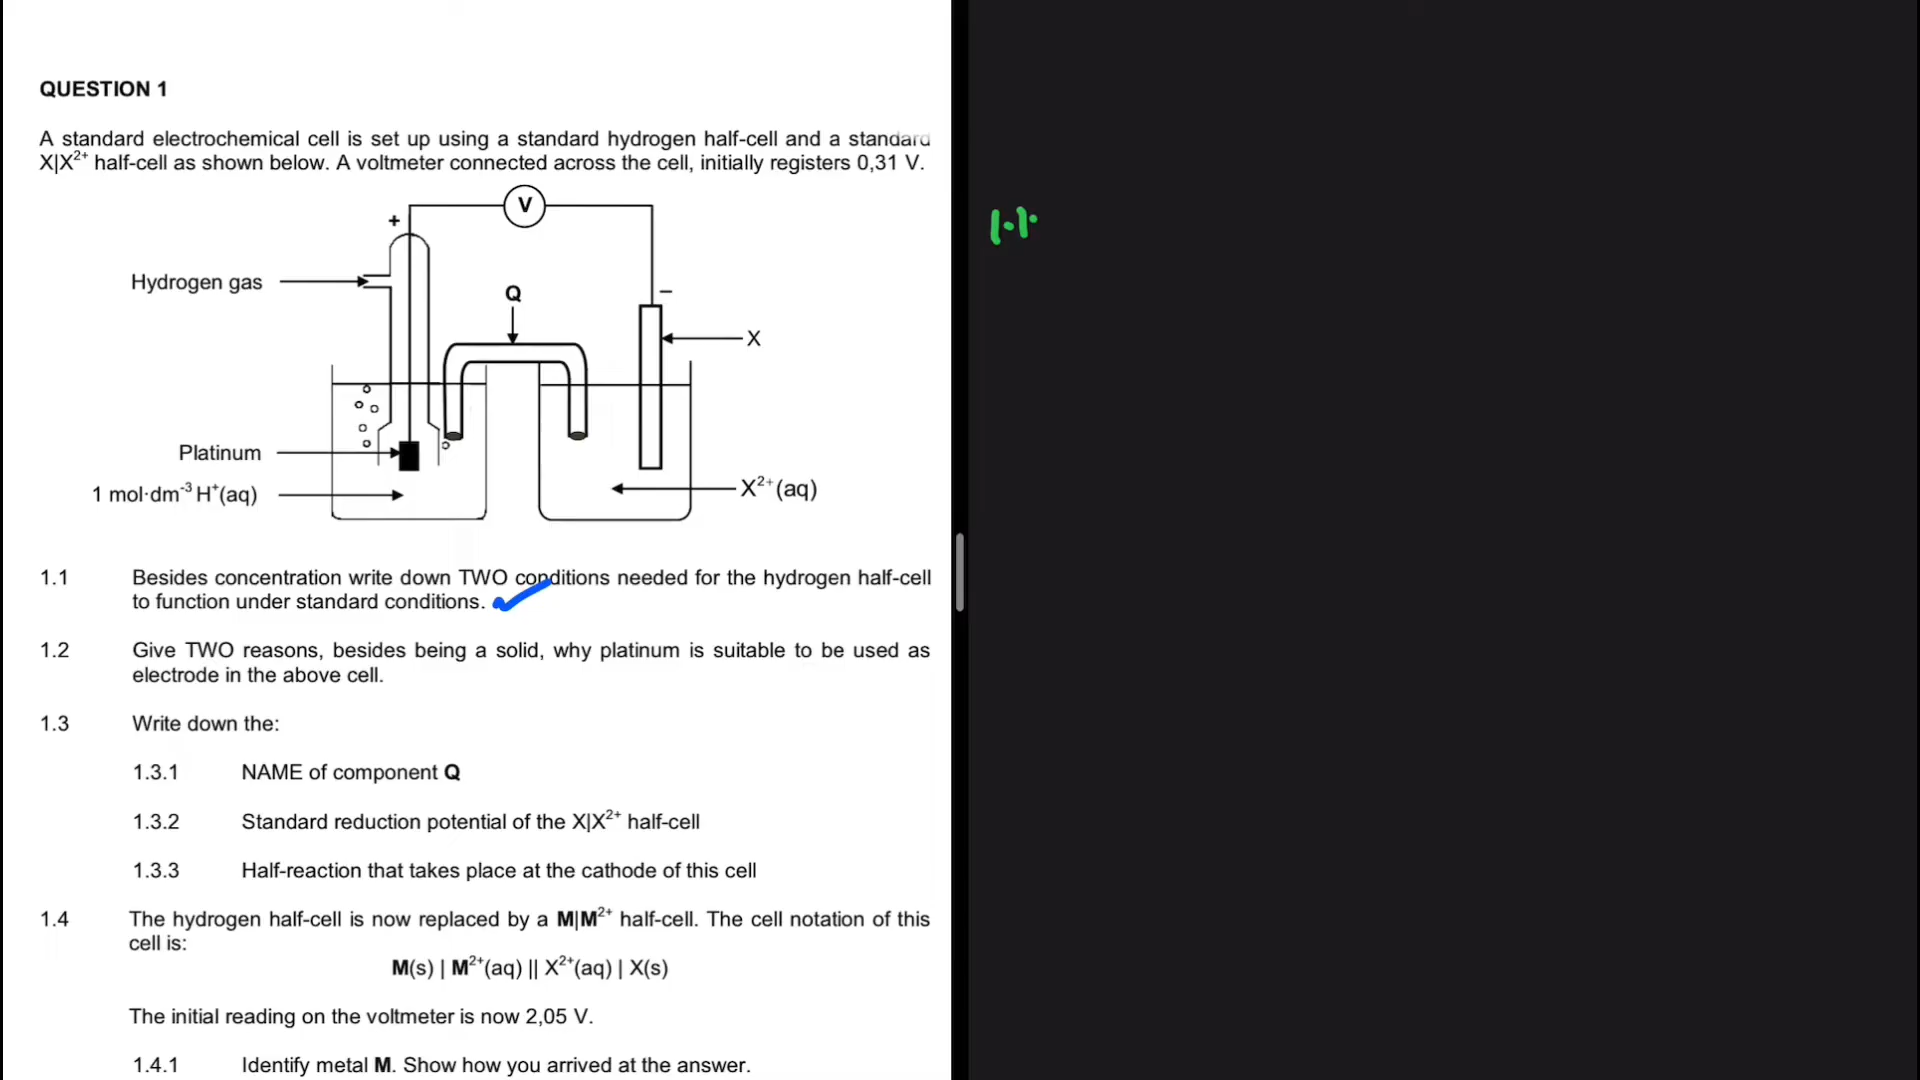 QUESTION 1
A standard electrochemical cell is set up using a standard hydrogen half-cell and a standard
X|X²⁺ half-cell as shown below. A voltmeter connected across the cell, initially registers 0,31 V.
V
+
Hydrogen gas
Q
–
X
Platinum
1 mol·dm⁻³ H⁺(aq)
X²⁺(aq)
1.1 Besides concentration write down TWO conditions needed for the hydrogen half-cell
to function under standard conditions.
1.2 Give TWO reasons, besides being a solid, why platinum is suitable to be used as
electrode in the above cell.
1.3 Write down the:
1.3.1 NAME of component Q
1.3.2 Standard reduction potential of the X|X²⁺ half-cell
1.3.3 Half-reaction that takes place at the cathode of this cell
1.4 The hydrogen half-cell is now replaced by a M|M²⁺ half-cell. The cell notation of this
cell is:
M(s) | M²⁺(aq) || X²⁺(aq) | X(s)
The initial reading on the voltmeter is now 2,05 V.
1.4.1 Identify metal M. Show how you arrived at the answer.
1.1.